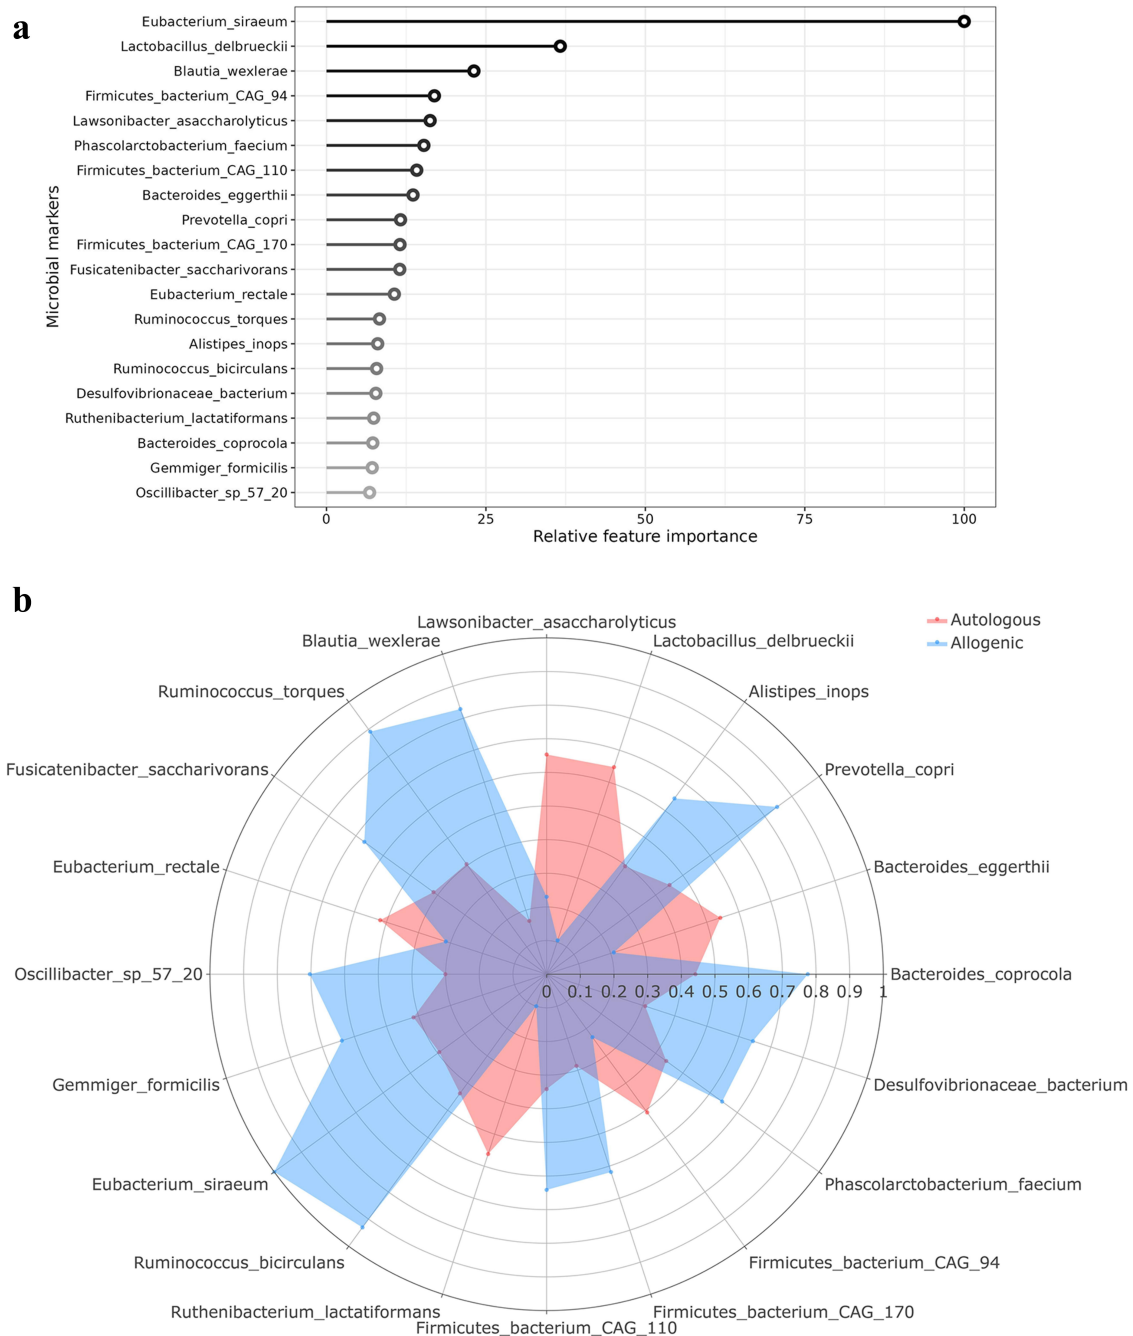 a
Eubacterium_siraeum
Lactobacillus_delbrueckii
Blautia_wexlerae
Firmicutes_bacterium_CAG_94
Lawsonibacter_asaccharolyticus
Phascolarctobacterium_faecium
Firmicutes_bacterium_CAG_110
Bacteroides_eggerthii
Prevotella_copri
Firmicutes_bacterium_CAG_170
Fusicatenibacter_saccharivorans
Eubacterium_rectale
Ruminococcus_torques
Alistipes_inops
Ruminococcus_bicirculans
Desulfovibrionaceae_bacterium
Ruthenibacterium_lactatiformans
Bacteroides_coprocola
Gemmiger_formicilis
Oscillibacter_sp_57_20
Microbial markers
0 25 50 75 100
Relative feature importance
b
Autologous
Allogenic
Lawsonibacter_asaccharolyticus
Blautia_wexlerae
Lactobacillus_delbrueckii
Ruminococcus_torques
Alistipes_inops
Fusicatenibacter_saccharivorans
Prevotella_copri
Eubacterium_rectale
Bacteroides_eggerthii
Oscillibacter_sp_57_20
Bacteroides_coprocola
0 0.1 0.2 0.3 0.4 0.5 0.6 0.7 0.8 0.9 1
Gemmiger_formicilis
Desulfovibrionaceae_bacterium
Eubacterium_siraeum
Phascolarctobacterium_faecium
Ruminococcus_bicirculans
Firmicutes_bacterium_CAG_94
Ruthenibacterium_lactatiformans
Firmicutes_bacterium_CAG_170
Firmicutes_bacterium_CAG_110